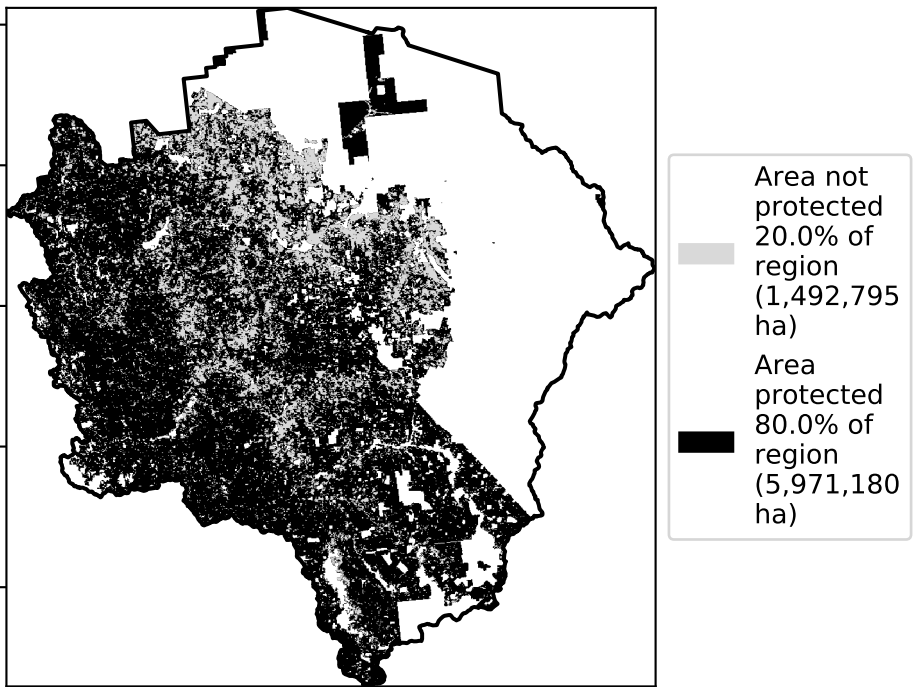 Area not
protected
20.0% of
region
(1,492,795
ha)
Area
protected
80.0% of
region
(5,971,180
ha)